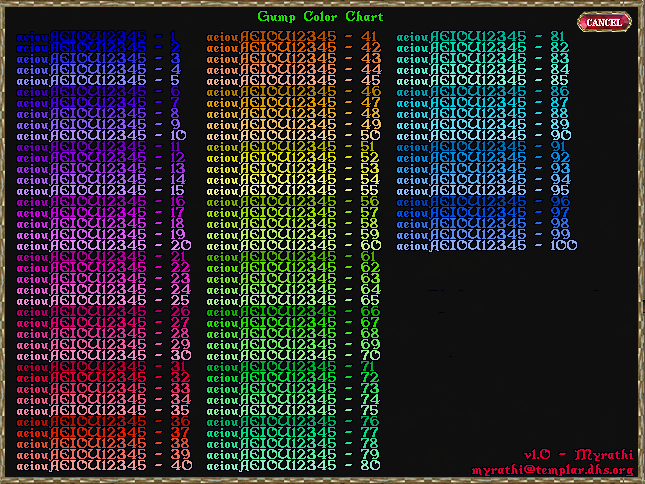 Gump Color Chart
CANCEL
aeiouAEIOU12345 - 1
aeiouAEIOU12345 - 2
aeiouAEIOU12345 - 3
aeiouAEIOU12345 - 4
aeiouAEIOU12345 - 5
aeiouAEIOU12345 - 6
aeiouAEIOU12345 - 7
aeiouAEIOU12345 - 8
aeiouAEIOU12345 - 9
aeiouAEIOU12345 - 10
aeiouAEIOU12345 - 11
aeiouAEIOU12345 - 12
aeiouAEIOU12345 - 13
aeiouAEIOU12345 - 14
aeiouAEIOU12345 - 15
aeiouAEIOU12345 - 16
aeiouAEIOU12345 - 17
aeiouAEIOU12345 - 18
aeiouAEIOU12345 - 19
aeiouAEIOU12345 - 20
aeiouAEIOU12345 - 21
aeiouAEIOU12345 - 22
aeiouAEIOU12345 - 23
aeiouAEIOU12345 - 24
aeiouAEIOU12345 - 25
aeiouAEIOU12345 - 26
aeiouAEIOU12345 - 27
aeiouAEIOU12345 - 28
aeiouAEIOU12345 - 29
aeiouAEIOU12345 - 30
aeiouAEIOU12345 - 31
aeiouAEIOU12345 - 32
aeiouAEIOU12345 - 33
aeiouAEIOU12345 - 34
aeiouAEIOU12345 - 35
aeiouAEIOU12345 - 36
aeiouAEIOU12345 - 37
aeiouAEIOU12345 - 38
aeiouAEIOU12345 - 39
aeiouAEIOU12345 - 40
aeiouAEIOU12345 - 41
aeiouAEIOU12345 - 42
aeiouAEIOU12345 - 43
aeiouAEIOU12345 - 44
aeiouAEIOU12345 - 45
aeiouAEIOU12345 - 46
aeiouAEIOU12345 - 47
aeiouAEIOU12345 - 48
aeiouAEIOU12345 - 49
aeiouAEIOU12345 - 50
aeiouAEIOU12345 - 51
aeiouAEIOU12345 - 52
aeiouAEIOU12345 - 53
aeiouAEIOU12345 - 54
aeiouAEIOU12345 - 55
aeiouAEIOU12345 - 56
aeiouAEIOU12345 - 57
aeiouAEIOU12345 - 58
aeiouAEIOU12345 - 59
aeiouAEIOU12345 - 60
aeiouAEIOU12345 - 61
aeiouAEIOU12345 - 62
aeiouAEIOU12345 - 63
aeiouAEIOU12345 - 64
aeiouAEIOU12345 - 65
aeiouAEIOU12345 - 66
aeiouAEIOU12345 - 67
aeiouAEIOU12345 - 68
aeiouAEIOU12345 - 69
aeiouAEIOU12345 - 70
aeiouAEIOU12345 - 71
aeiouAEIOU12345 - 72
aeiouAEIOU12345 - 73
aeiouAEIOU12345 - 74
aeiouAEIOU12345 - 75
aeiouAEIOU12345 - 76
aeiouAEIOU12345 - 77
aeiouAEIOU12345 - 78
aeiouAEIOU12345 - 79
aeiouAEIOU12345 - 80
aeiouAEIOU12345 - 81
aeiouAEIOU12345 - 82
aeiouAEIOU12345 - 83
aeiouAEIOU12345 - 84
aeiouAEIOU12345 - 85
aeiouAEIOU12345 - 86
aeiouAEIOU12345 - 87
aeiouAEIOU12345 - 88
aeiouAEIOU12345 - 89
aeiouAEIOU12345 - 90
aeiouAEIOU12345 - 91
aeiouAEIOU12345 - 92
aeiouAEIOU12345 - 93
aeiouAEIOU12345 - 94
aeiouAEIOU12345 - 95
aeiouAEIOU12345 - 96
aeiouAEIOU12345 - 97
aeiouAEIOU12345 - 98
aeiouAEIOU12345 - 99
aeiouAEIOU12345 - 100
v1.0 - Myrathi
myrathi@templar.dhs.org